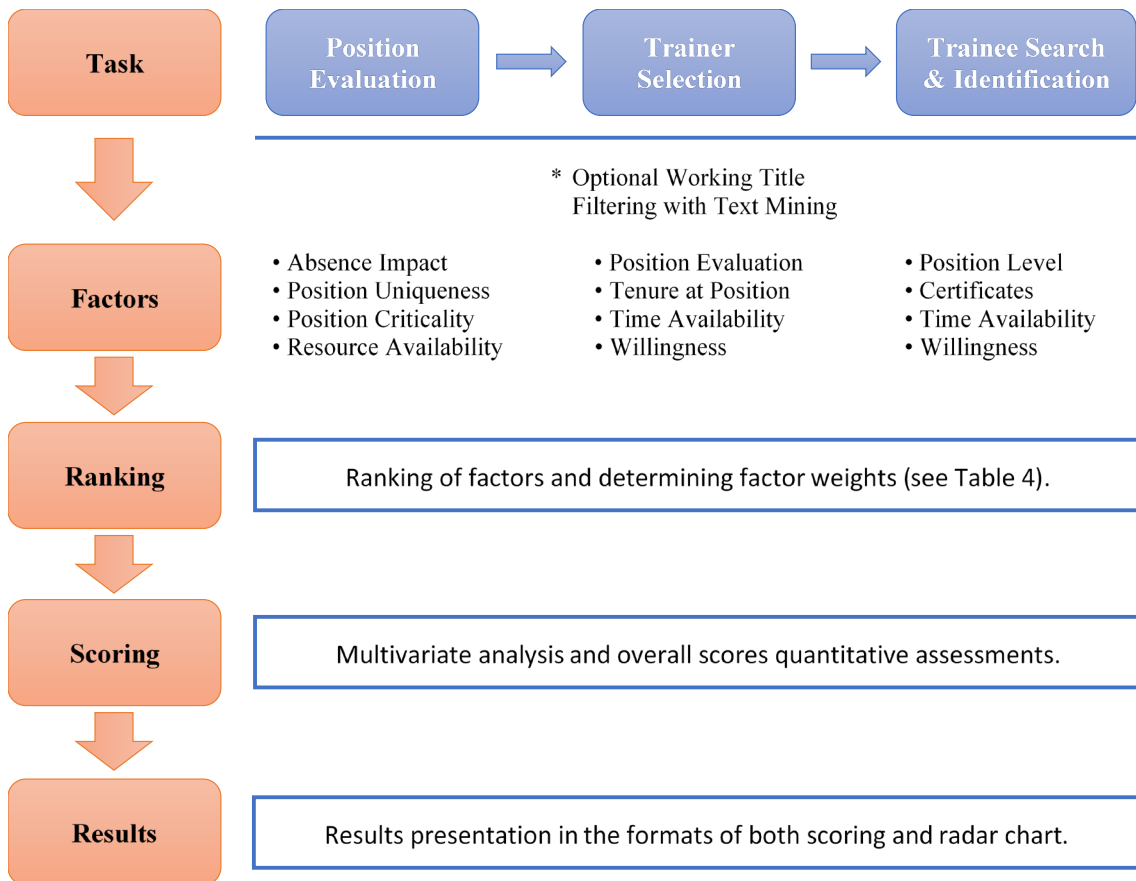 Task
Position
Evaluation
Trainer
Selection
Trainee Search
& Identification
* Optional Working Title
Filtering with Text Mining
Factors
• Absence Impact
• Position Uniqueness
• Position Criticality
• Resource Availability
• Position Evaluation
• Tenure at Position
• Time Availability
• Willingness
• Position Level
• Certificates
• Time Availability
• Willingness
Ranking
Ranking of factors and determining factor weights (see Table 4).
Scoring
Multivariate analysis and overall scores quantitative assessments.
Results
Results presentation in the formats of both scoring and radar chart.